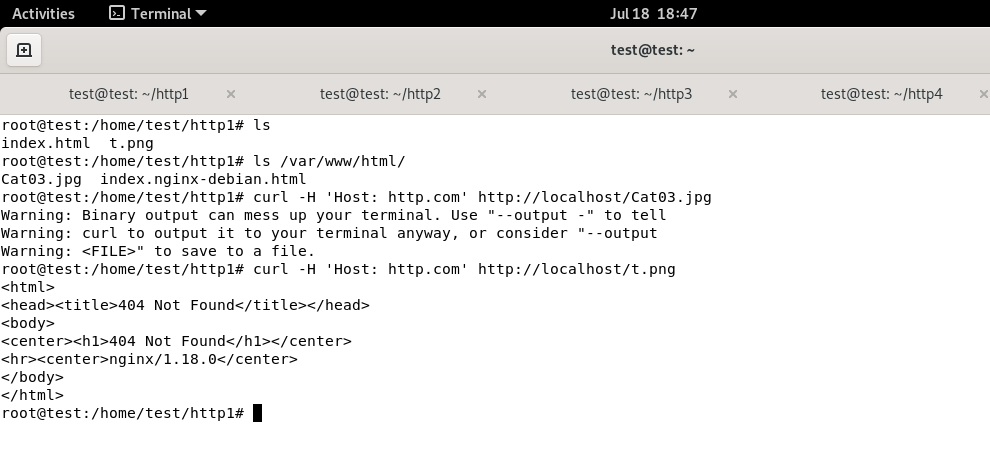 Activities Terminal Jul 18 18:47
test@test: ~
test@test: ~/http1 × test@test: ~/http2 × test@test: ~/http3 × test@test: ~/http4 ×
root@test:/home/test/http1# ls
index.html  t.png
root@test:/home/test/http1# ls /var/www/html/
Cat03.jpg  index.nginx-debian.html
root@test:/home/test/http1# curl -H 'Host: http.com' http://localhost/Cat03.jpg
Warning: Binary output can mess up your terminal. Use "--output -" to tell
Warning: curl to output it to your terminal anyway, or consider "--output
Warning: <FILE>" to save to a file.
root@test:/home/test/http1# curl -H 'Host: http.com' http://localhost/t.png
<html>
<head><title>404 Not Found</title></head>
<body>
<center><h1>404 Not Found</h1></center>
<hr><center>nginx/1.18.0</center>
</body>
</html>
root@test:/home/test/http1#